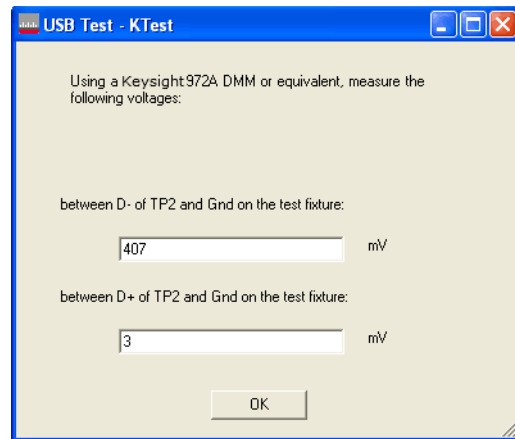 USB Test - KTest
Using a Keysight 972A DMM or equivalent, measure the
following voltages:
between D- of TP2 and Gnd on the test fixture:
407 mV
between D+ of TP2 and Gnd on the test fixture:
3 mV
OK